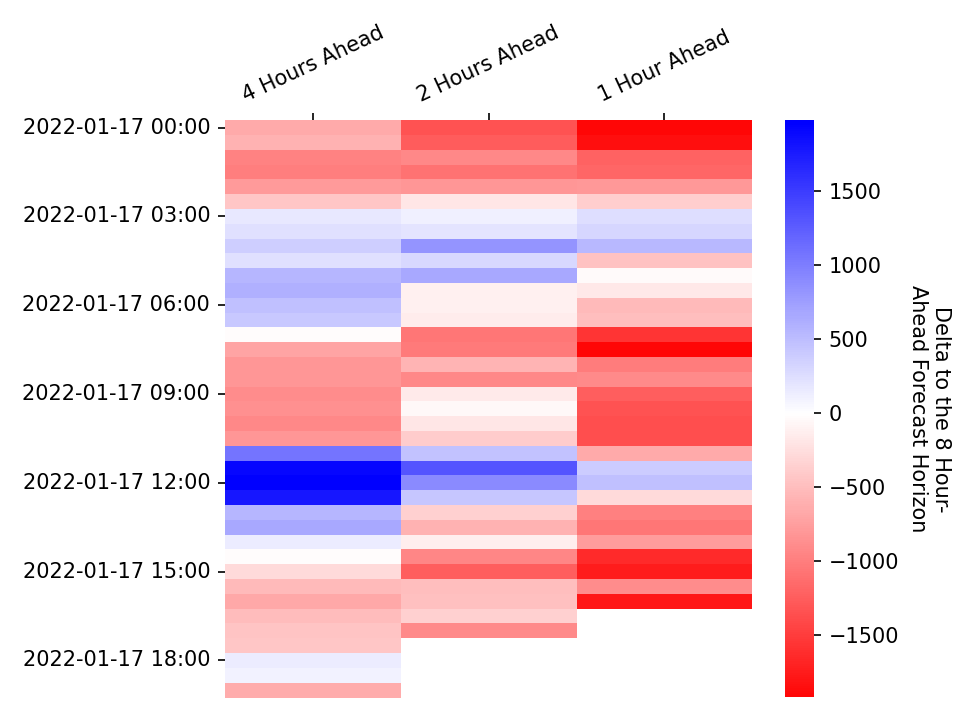 4 Hours Ahead
2 Hours Ahead
1 Hour Ahead
2022-01-17 00:00
2022-01-17 03:00
2022-01-17 06:00
2022-01-17 09:00
2022-01-17 12:00
2022-01-17 15:00
2022-01-17 18:00
1500
1000
500
0
−500
−1000
−1500
Delta to the 8 Hour-
Ahead Forecast Horizon